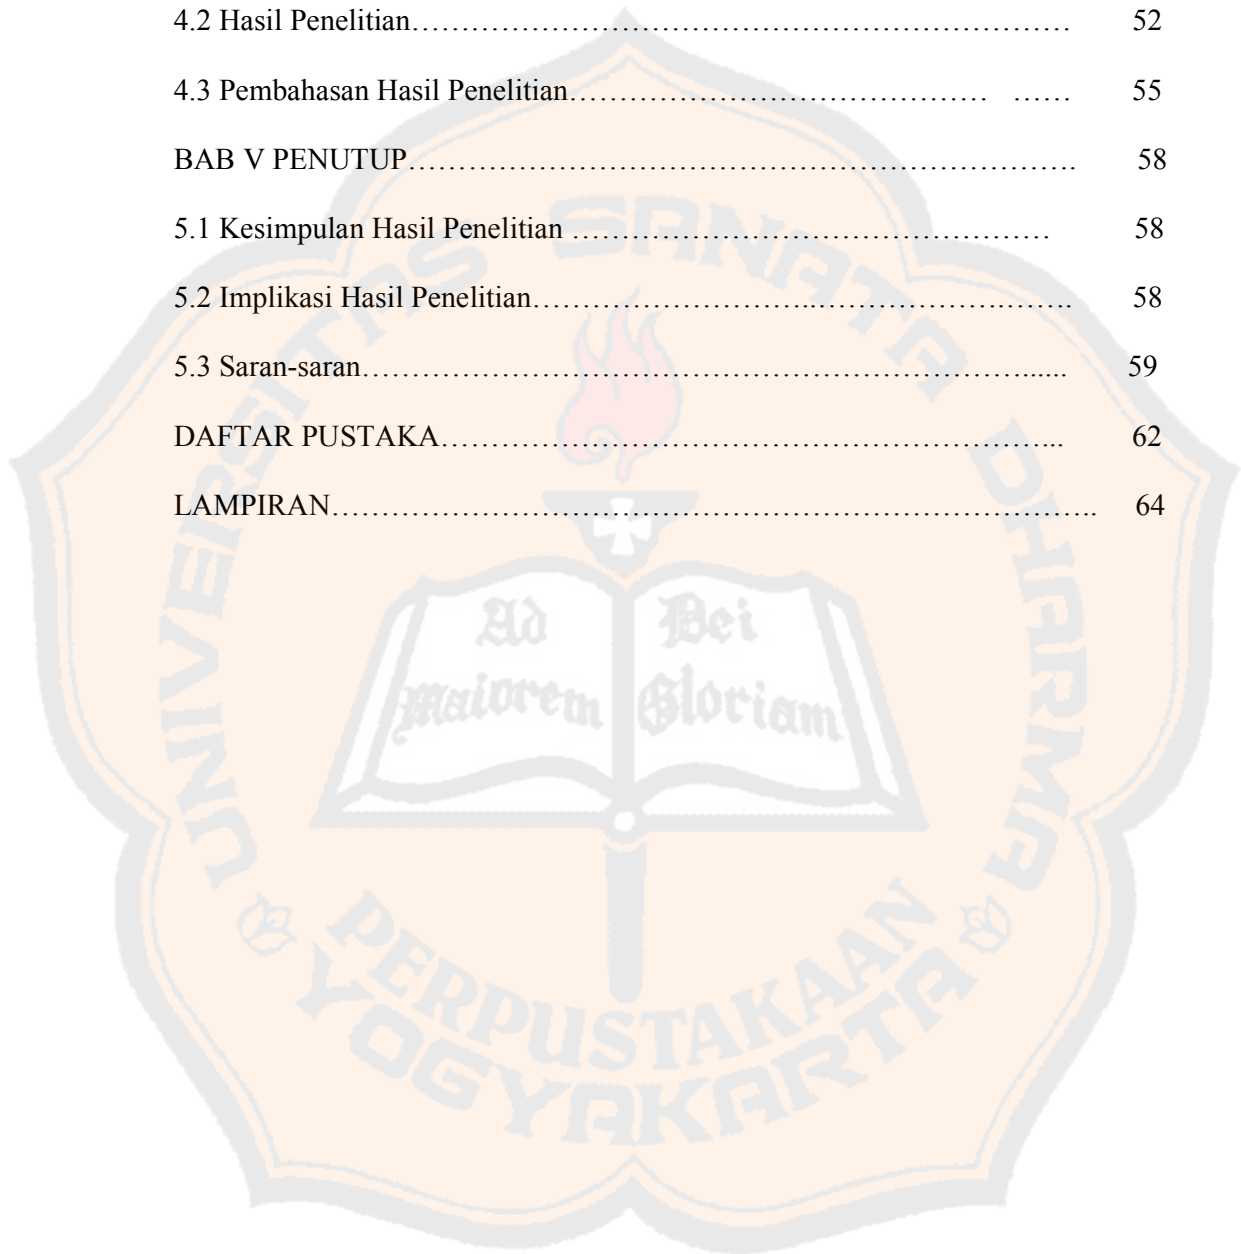 4.2 Hasil Penelitian………………………………………………………… 52
4.3 Pembahasan Hasil Penelitian…………………………………… …… 55
BAB V PENUTUP…………………………………………………………. 58
5.1 Kesimpulan Hasil Penelitian ………………………………………… 58
5.2 Implikasi Hasil Penelitian………………………..…………………. 58
5.3 Saran-saran…………………………………………………………...... 59
DAFTAR PUSTAKA……………………………………………………... 62
LAMPIRAN………………………………………………………………….. 64
UNIVERSITAS SANATA DHARMA
Ad Dei
Maiorem Gloriam
PERPUSTAKAAN
YOGYAKARTA